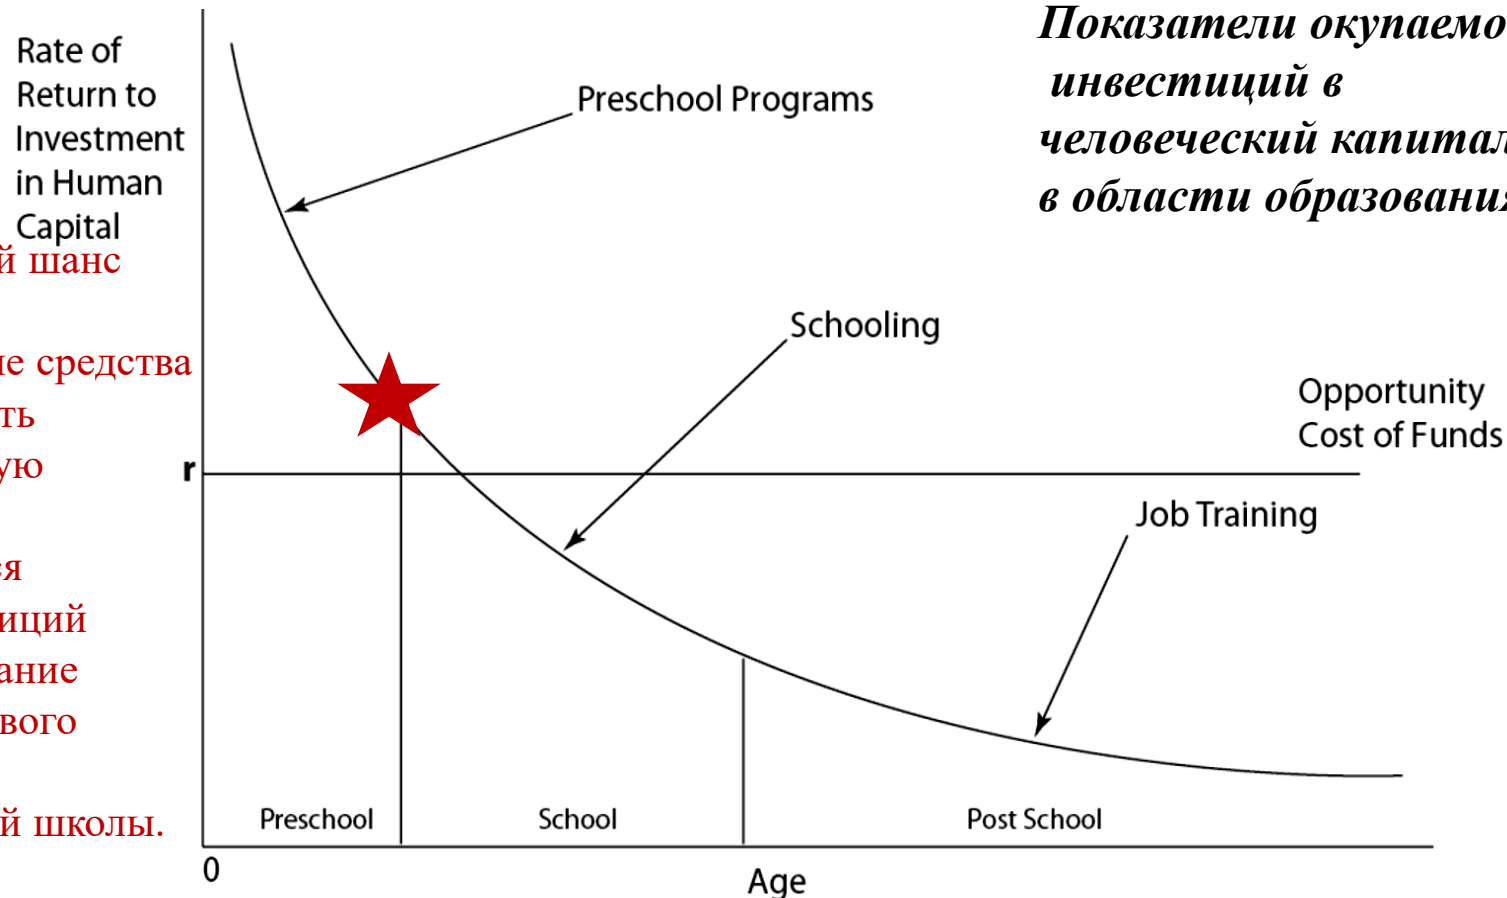 Rate of
Return to
Investment
in Human
Capital
Показатели окупаемо
инвестиций в
человеческий капитал
в области образования
Preschool Programs
й шанс
Schooling
е средства
ть
ую
Opportunity
Cost of Funds
r
Job Training
ся
иций
ание
вого
й школы.
Preschool
School
Post School
0
Age